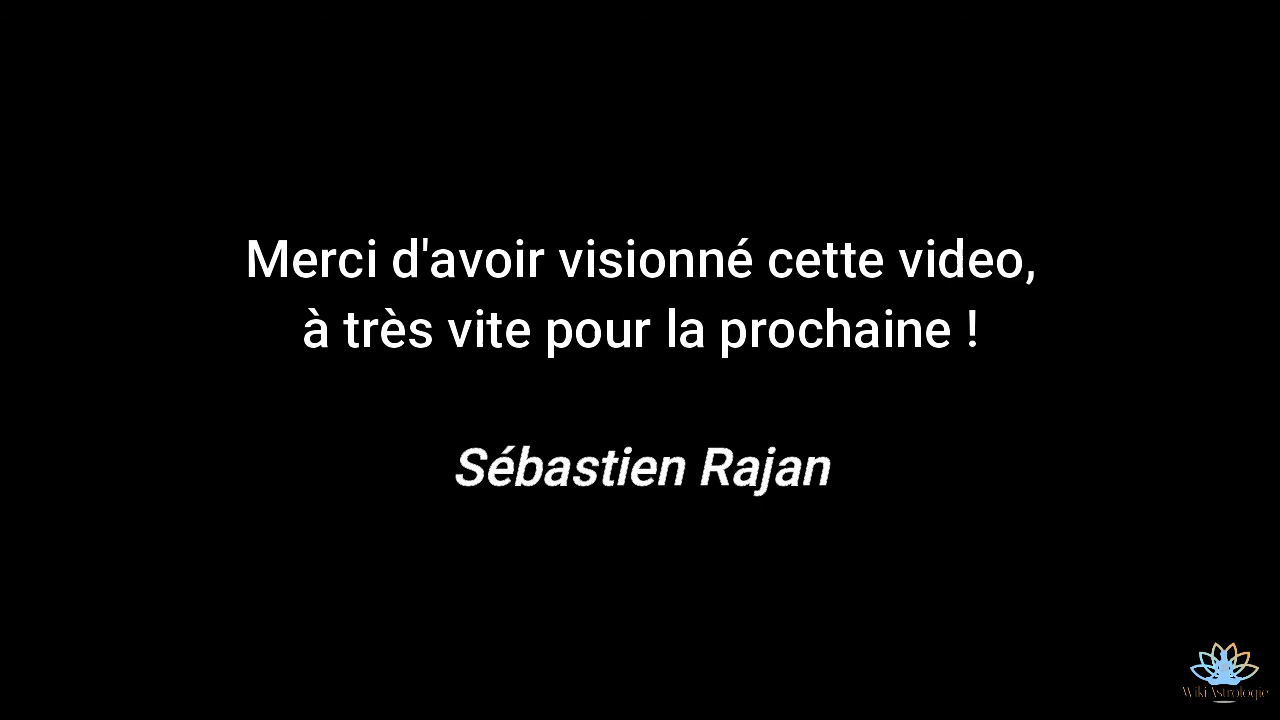 Merci d'avoir visionné cette video,
à très vite pour la prochaine !
Sébastien Rajan
Wiki Astrologie